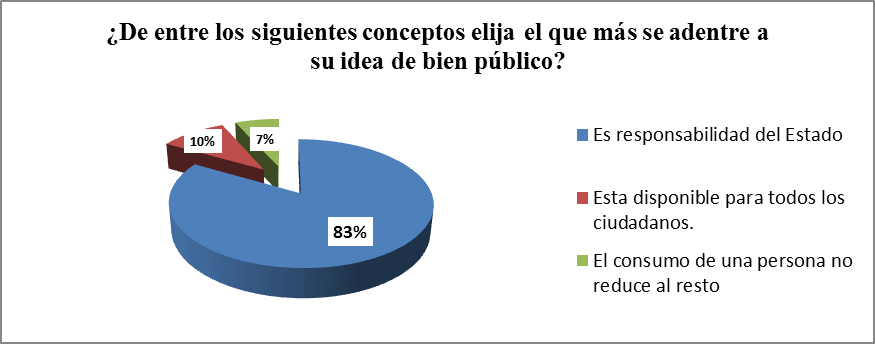 ¿De entre los siguientes conceptos elija el que más se adentre a
su idea de bien público?
10%
7%
83%
Es responsabilidad del Estado
Esta disponible para todos los
ciudadanos.
El consumo de una persona no
reduce al resto